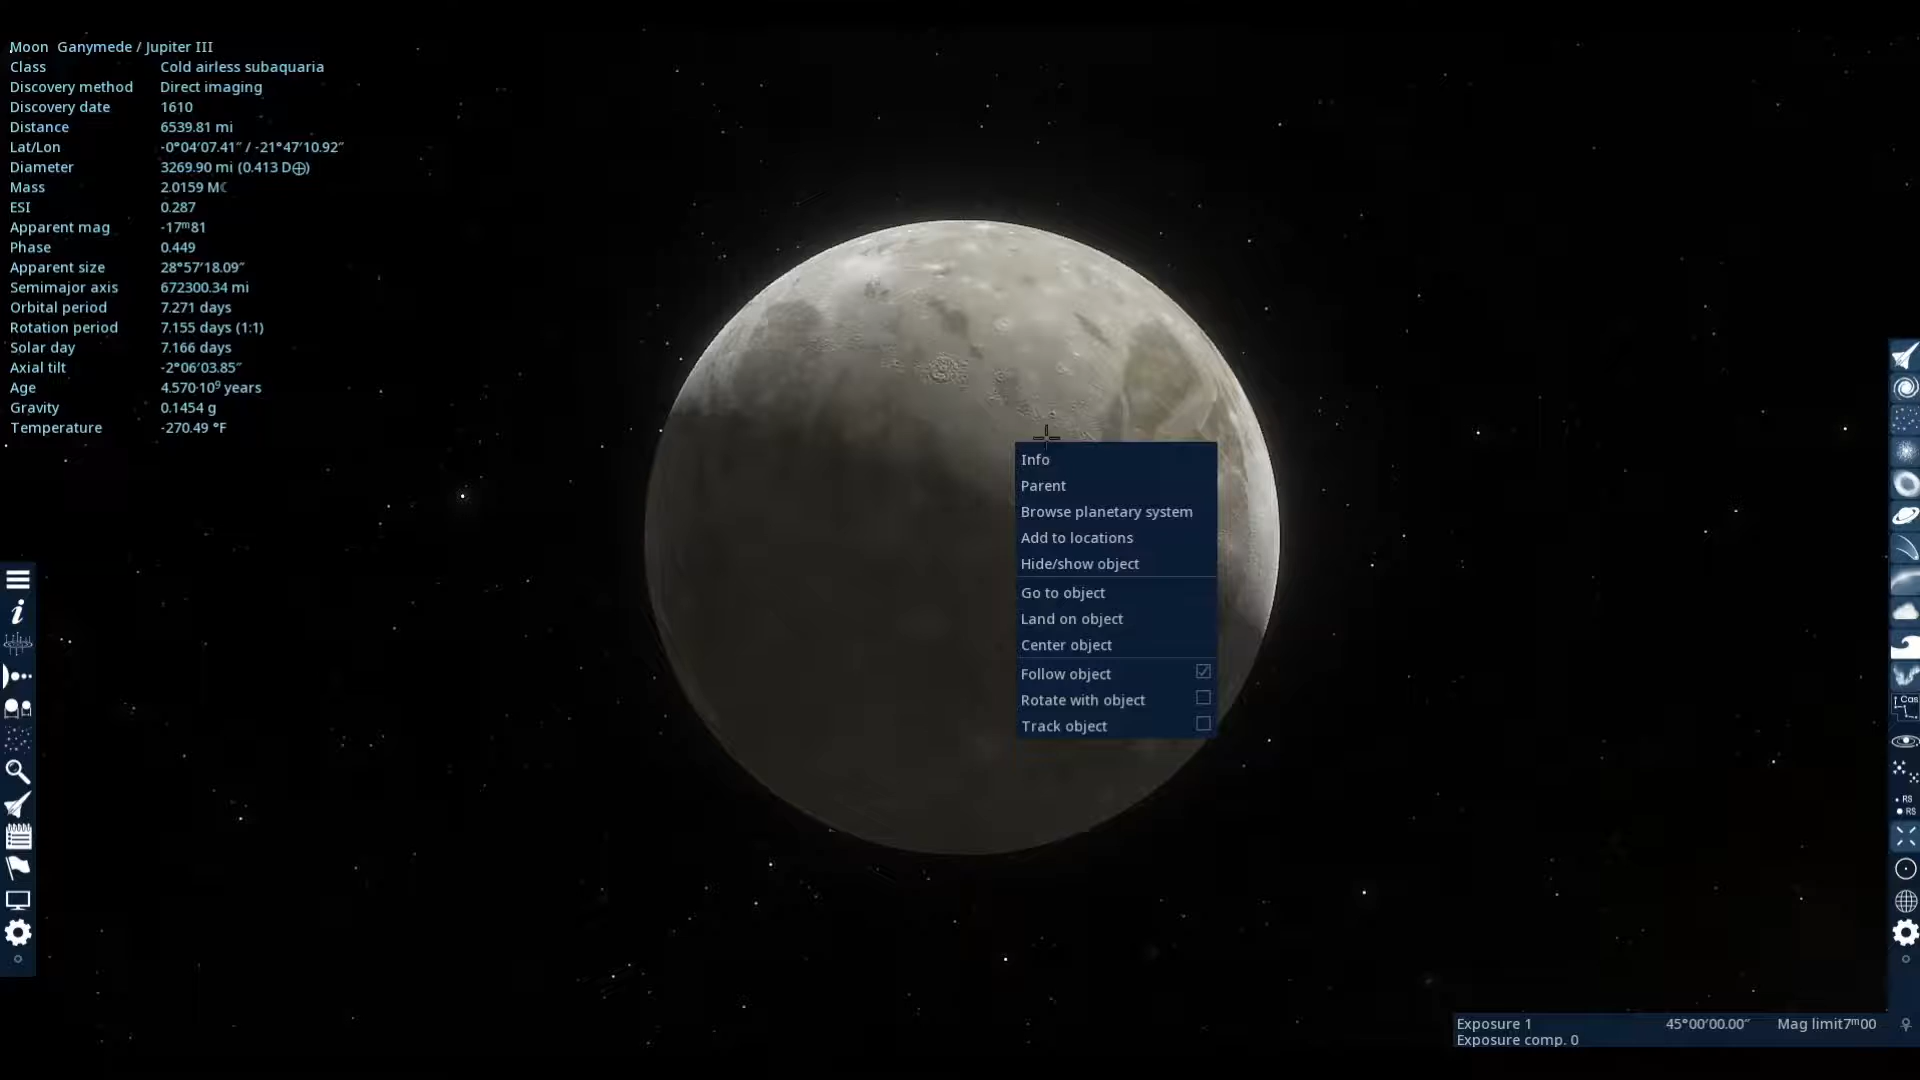 Moon Ganymede / Jupiter III
Class Cold airless subaquaria
Discovery method Direct imaging
Discovery date 1610
Distance 6539.81 mi
Lat/Lon -0°04′07.41″ / -21°47′10.92″
Diameter 3269.90 mi (0.413 D⊕)
Mass 2.0159 M☾
ESI 0.287
Apparent mag -17ᵐ81
Phase 0.449
Apparent size 28°57′18.09″
Semimajor axis 672300.34 mi
Orbital period 7.271 days
Rotation period 7.155 days (1:1)
Solar day 7.166 days
Axial tilt -2°06′03.85″
Age 4.570·10⁹ years
Gravity 0.1454 g
Temperature -270.49 °F
Info
Parent
Browse planetary system
Add to locations
Hide/show object
Go to object
Land on object
Center object
Follow object
Rotate with object
Track object
Cas
RS
RS
Exposure 1 45°00′00.00″ Mag limit7ᵐ00
Exposure comp. 0